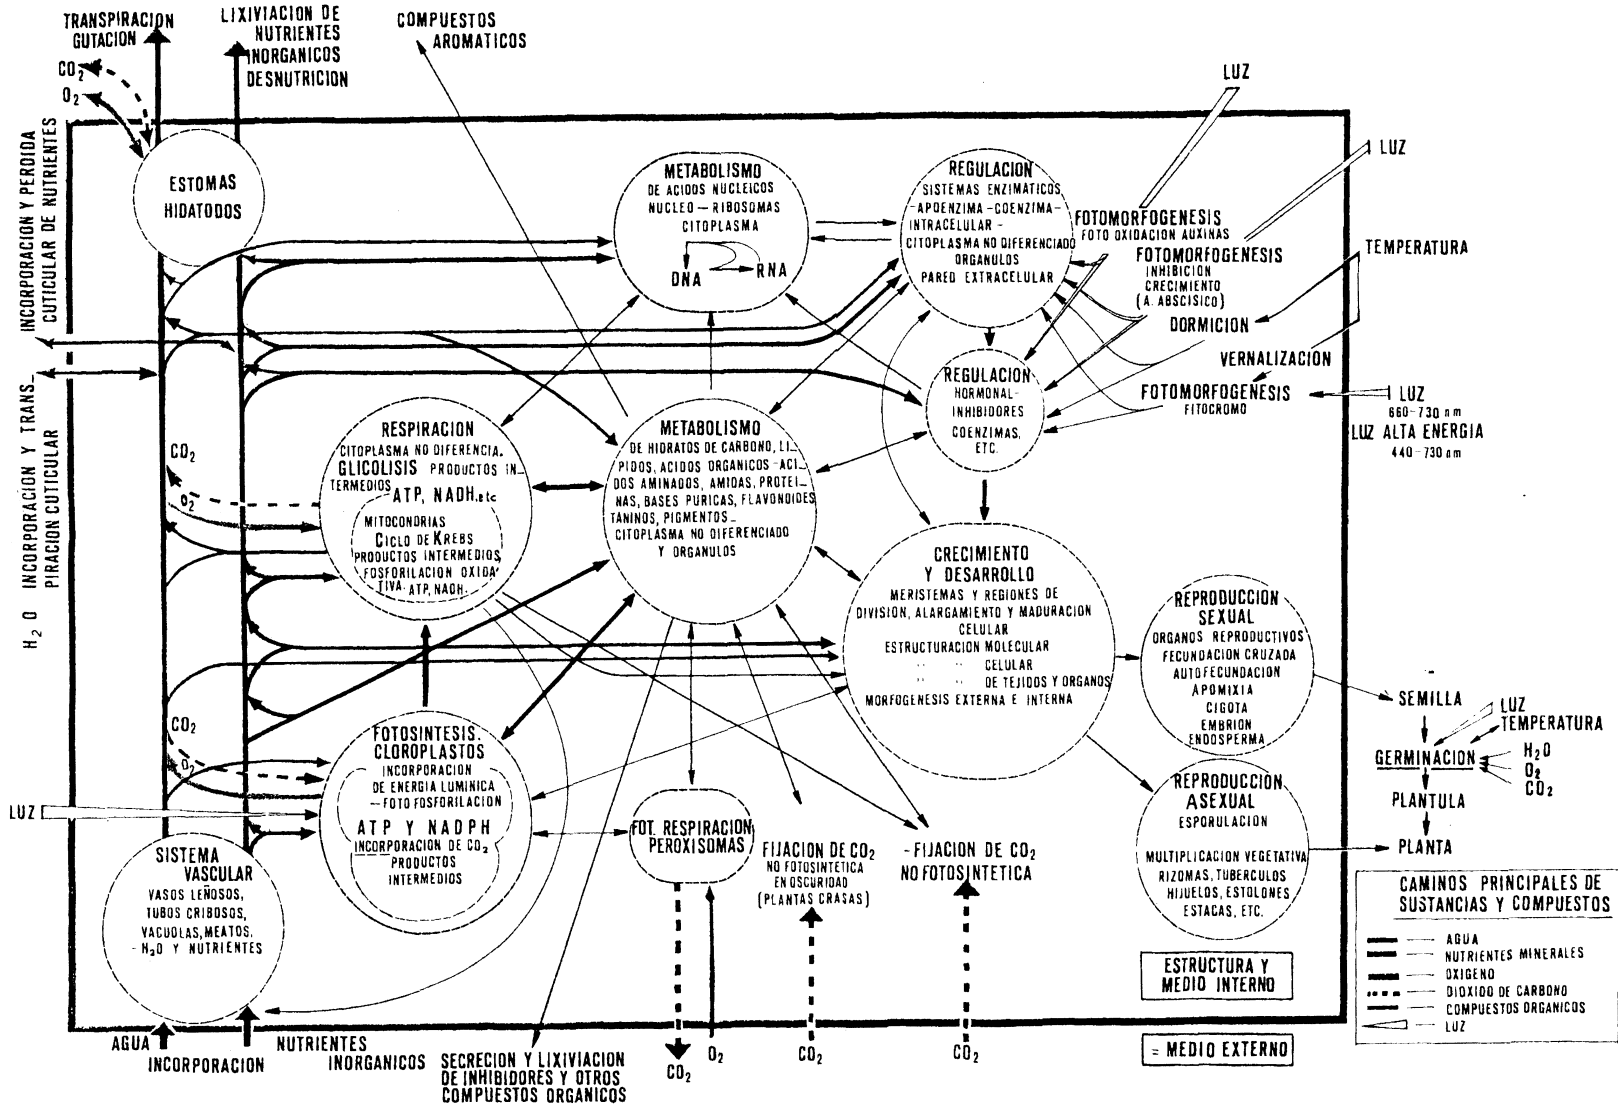 TRANSPIRACION
GUTACION
CO2
O2
LIXIVIACION DE
NUTRIENTES
INORGANICOS
DESNUTRICION
COMPUESTOS
AROMATICOS
LUZ
LUZ
INCORPORACION Y PERDIDA
CUTICULAR DE NUTRIENTES
H2O INCORPORACION Y TRANS_
PIRACION CUTICULAR
ESTOMAS
HIDATODOS
METABOLISMO
DE ACIDOS NUCLEICOS
NUCLEO — RIBOSOMAS
CITOPLASMA
DNA
RNA
REGULACION
SISTEMAS ENZIMATICOS
-APOENZIMA-COENZIMA-
INTRACELULAR -
CITOPLASMA NO DIFERENCIADO
ORGANULOS
PARED EXTRACELULAR
FOTOMORFOGENESIS
FOTO OXIDACION AUXINAS
FOTOMORFOGENESIS
INHIBICION
CRECIMIENTO
(A. ABSCISICO)
TEMPERATURA
DORMICION
VERNALIZACIÓN
FOTOMORFOGENESIS
FITOCROMO
LUZ
660-730 nm
LUZ ALTA ENERGIA
440-730 nm
REGULACION
HORMONAL-
INHIBIDORES
COENZIMAS,
ETC.
RESPIRACION
CITOPLASMA NO DIFERENCIA.
GLICOLISIS PRODUCTOS IN_
TERMEDIOS
ATP, NADH.etc
MITOCONDRIAS
CICLO DE KREBS
PRODUCTOS INTERMEDIOS
FOSFORILACION OXIDA
TIVA. ATP, NADH.
CO2
O2
METABOLISMO
DE HIDRATOS DE CARBONO, LI_
PIDOS, ACIDOS ORGANICOS -ACI_
DOS AMINADOS, AMIDAS, PROTEI_
NAS, BASES PURICAS, FLAVONOIDES
TANINOS, PIGMENTOS_
CITOPLASMA NO DIFERENCIADO
Y ORGANULOS
CRECIMIENTO
Y DESARROLLO
MERISTEMAS Y REGIONES DE
DIVISION, ALARGAMIENTO Y MADURACION
CELULAR
ESTRUCTURACION MOLECULAR
" " CELULAR
" " DE TEJIDOS Y ORGANOS
MORFOGENESIS EXTERNA E INTERNA
REPRODUCCION
SEXUAL
ORGANOS REPRODUCTIVOS
FECUNDACION CRUZADA
AUTOFECUNDACION
APOMIXIA
CIGOTA
EMBRION
ENDOSPERMA
SEMILLA
LUZ
TEMPERATURA
GERMINACION
H2O
O2
CO2
PLANTULA
PLANTA
REPRODUCCION
ASEXUAL
ESPORULACION
MULTIPLICACION VEGETATIVA
RIZOMAS, TUBERCULOS
HIJUELOS, ESTOLONES
ESTACAS, ETC.
CO2
O2
LUZ
FOTOSINTESIS.
CLOROPLASTOS
INCORPORACION
DE ENERGIA LUMINICA
—FOTO FOSFORILACION
ATP Y NADPH
INCORPORACION DE CO2
PRODUCTOS
INTERMEDIOS
FOT. RESPIRACION
PEROXISOMAS
FIJACION DE CO2
NO FOTOSINTETICA
EN OSCURIDAD
(PLANTAS CRASAS)
-FIJACION DE CO2
NO FOTOSINTETICA
SISTEMA
VASCULAR
VASOS LEÑOSOS,
TUBOS CRIBOSOS,
VACUOLAS, MEATOS.
-H2O Y NUTRIENTES
AGUA
INCORPORACION
NUTRIENTES
INORGANICOS
SECRECION Y LIXIVIACION
DE INHIBIDORES Y OTROS
COMPUESTOS ORGANICOS
CO2
O2
CO2
CO2
ESTRUCTURA Y
MEDIO INTERNO
= MEDIO EXTERNO
CAMINOS PRINCIPALES DE
SUSTANCIAS Y COMPUESTOS
AGUA
NUTRIENTES MINERALES
OXIGENO
DIOXIDO DE CARBONO
COMPUESTOS ORGANICOS
LUZ